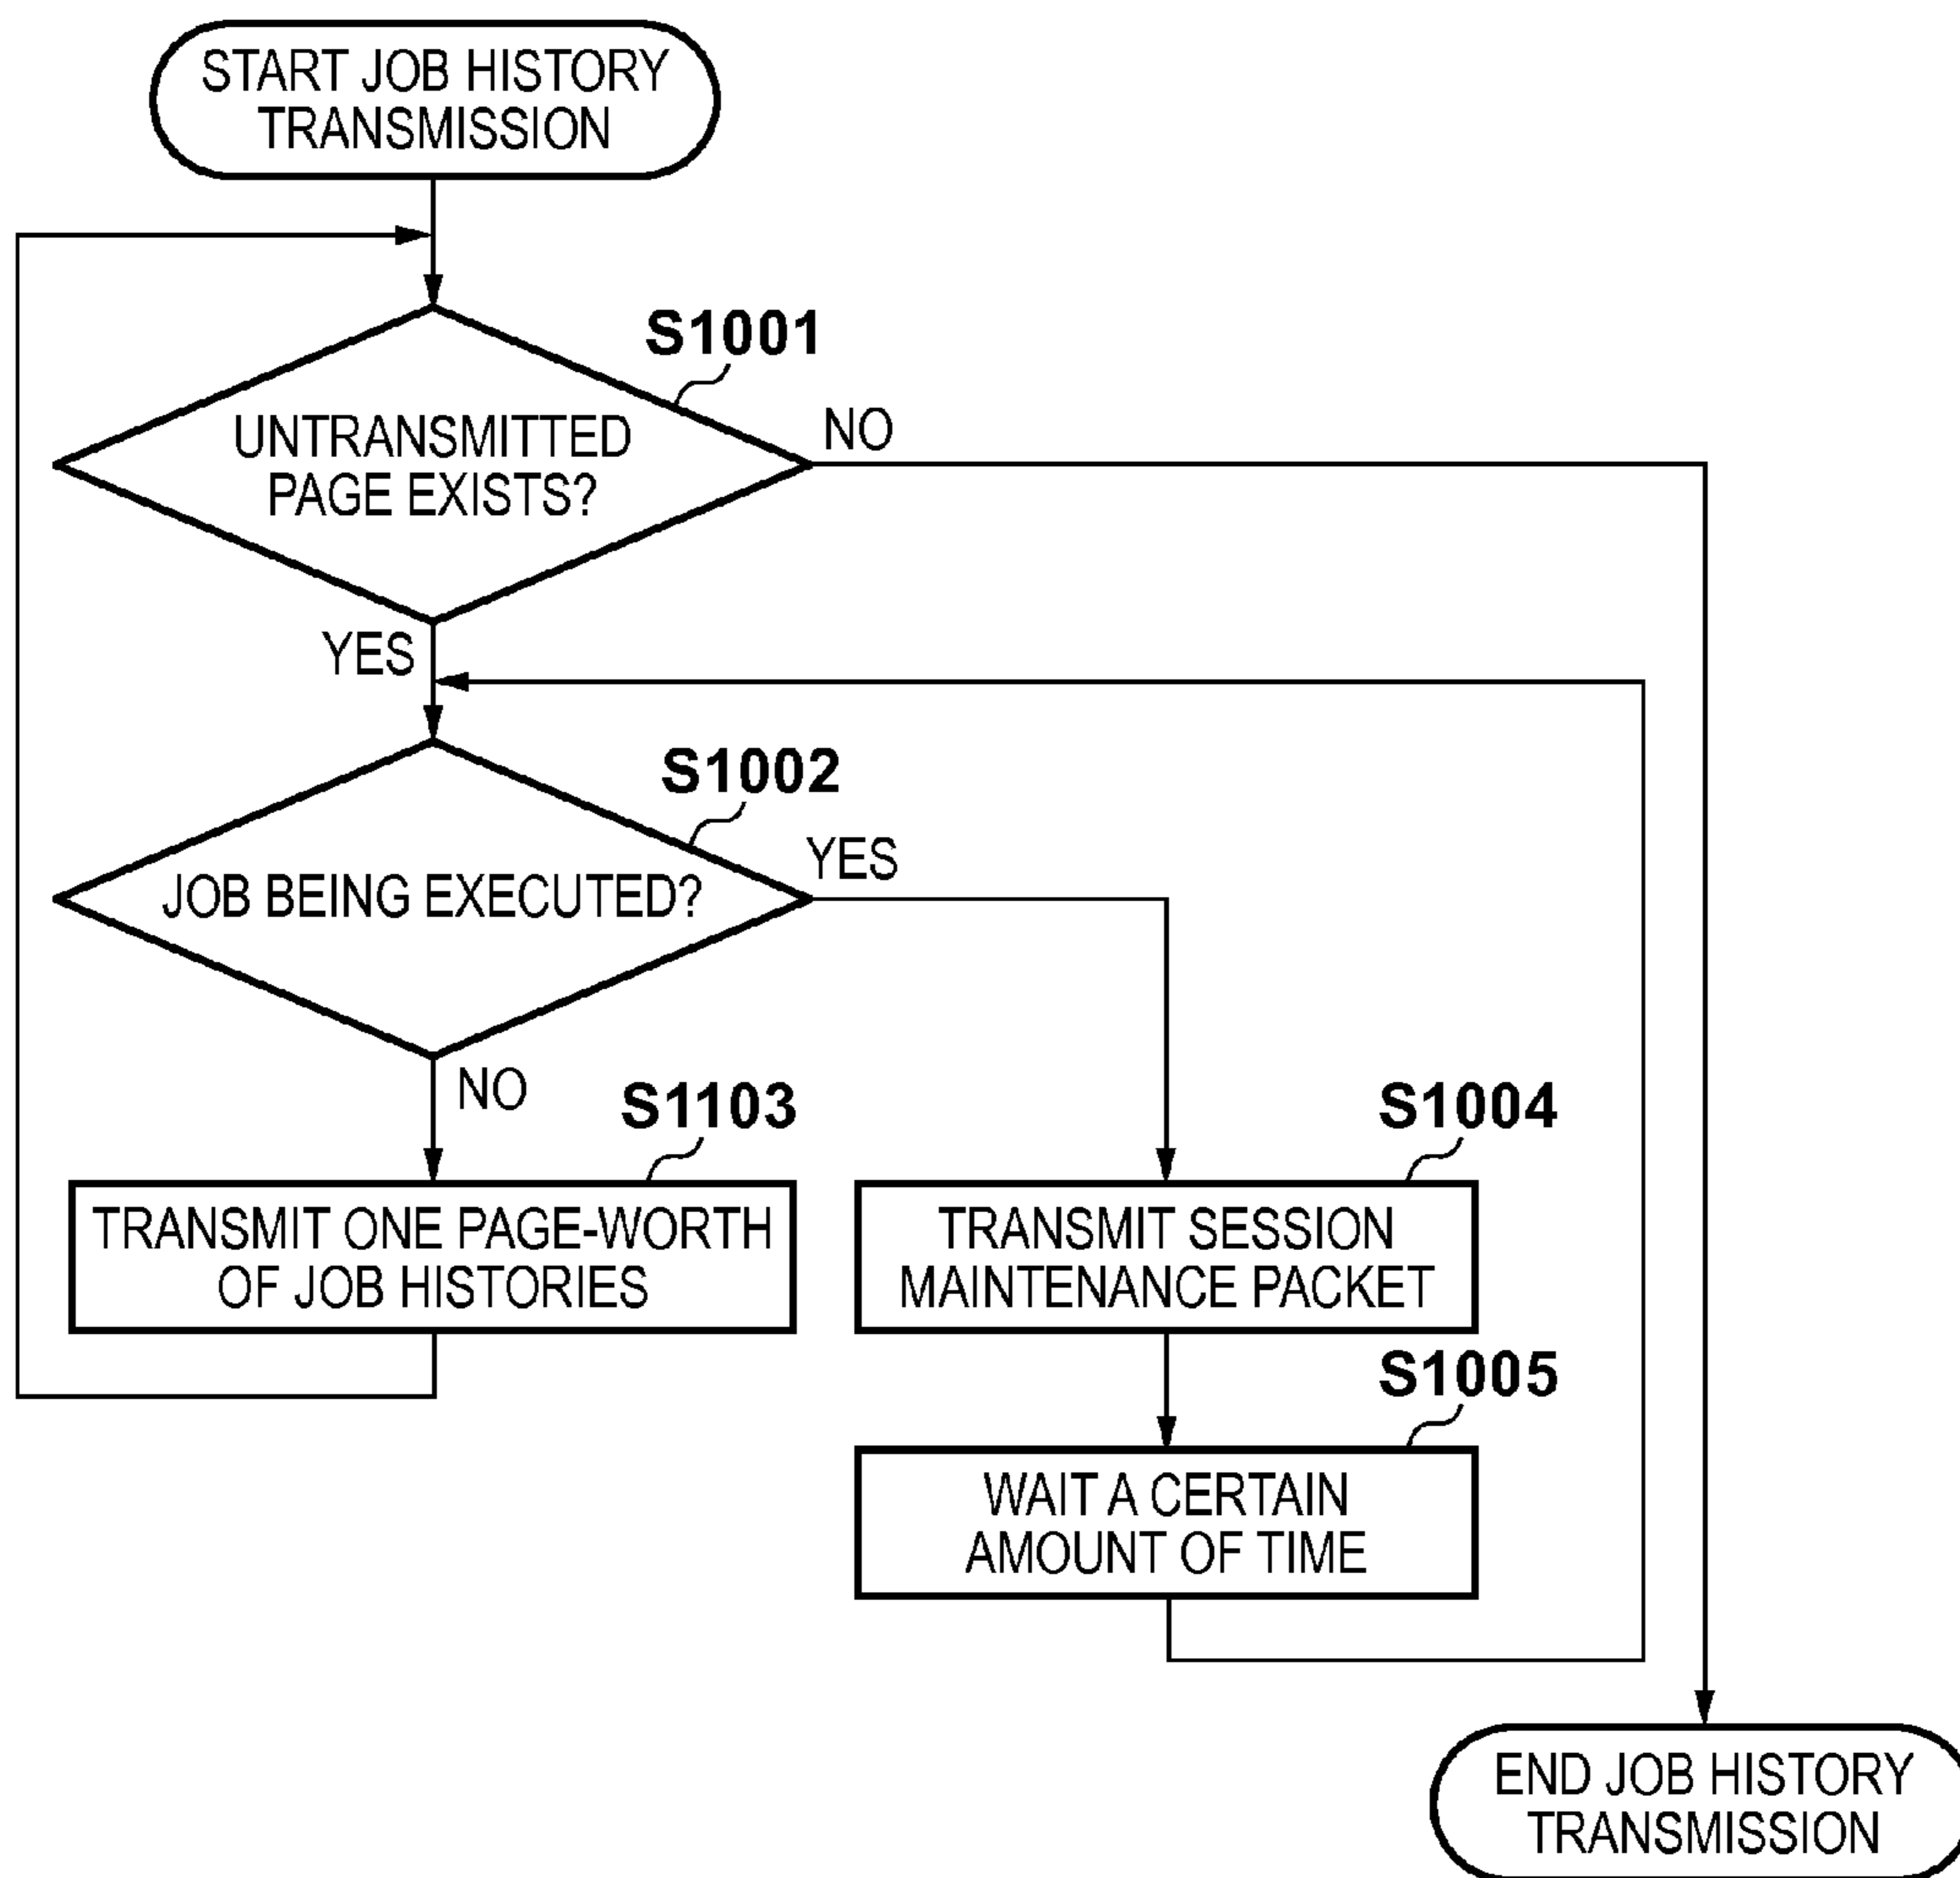 START JOB HISTORY
TRANSMISSION
S1001
UNTRANSMITTED
PAGE EXISTS?
NO
YES
S1002
JOB BEING EXECUTED?
YES
NO
S1103
TRANSMIT ONE PAGE-WORTH
OF JOB HISTORIES
S1004
TRANSMIT SESSION
MAINTENANCE PACKET
S1005
WAIT A CERTAIN
AMOUNT OF TIME
END JOB HISTORY
TRANSMISSION